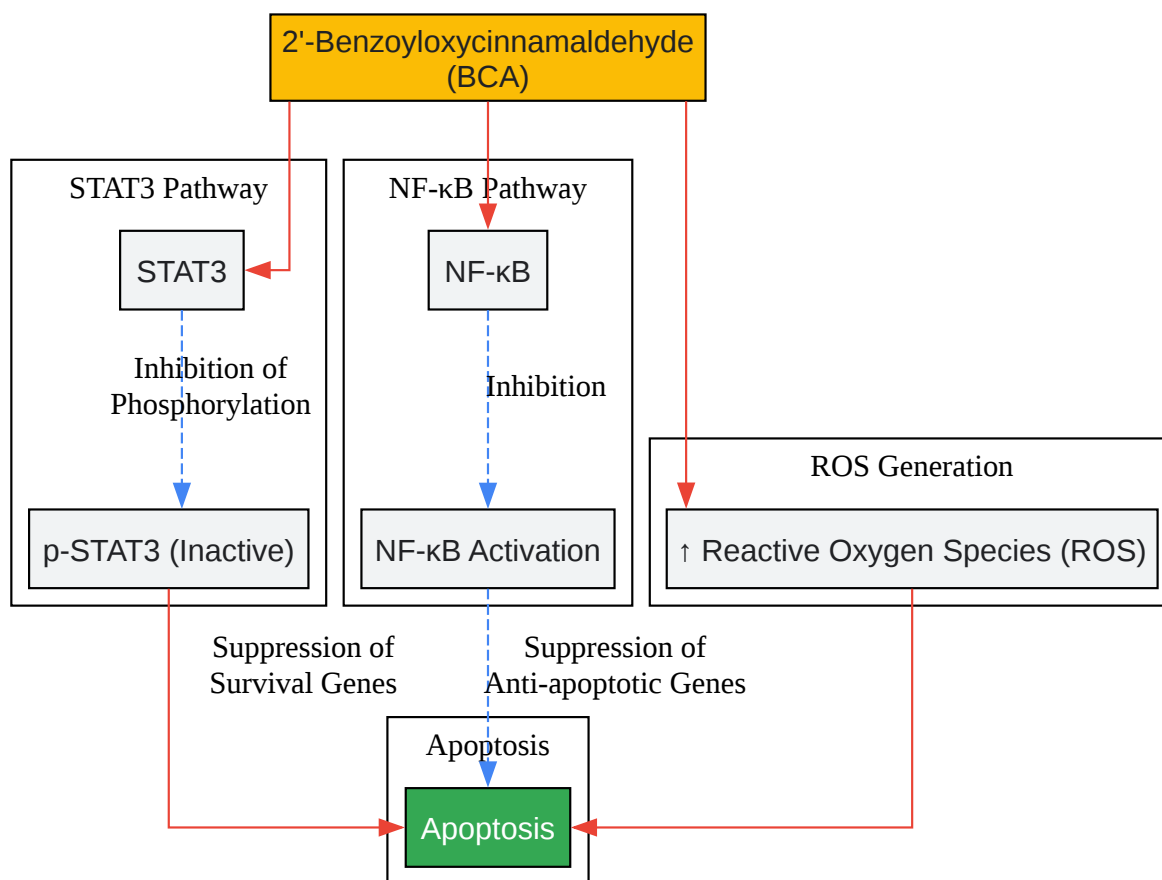 2'-Benzoyloxycinnamaldehyde
(BCA)
STAT3 Pathway
NF-κB Pathway
STAT3
NF-κB
Inhibition of
Phosphorylation
Inhibition
ROS Generation
p-STAT3 (Inactive)
NF-κB Activation
↑ Reactive Oxygen Species (ROS)
Suppression of
Survival Genes
Suppression of
Anti-apoptotic Genes
Apoptosis
Apoptosis